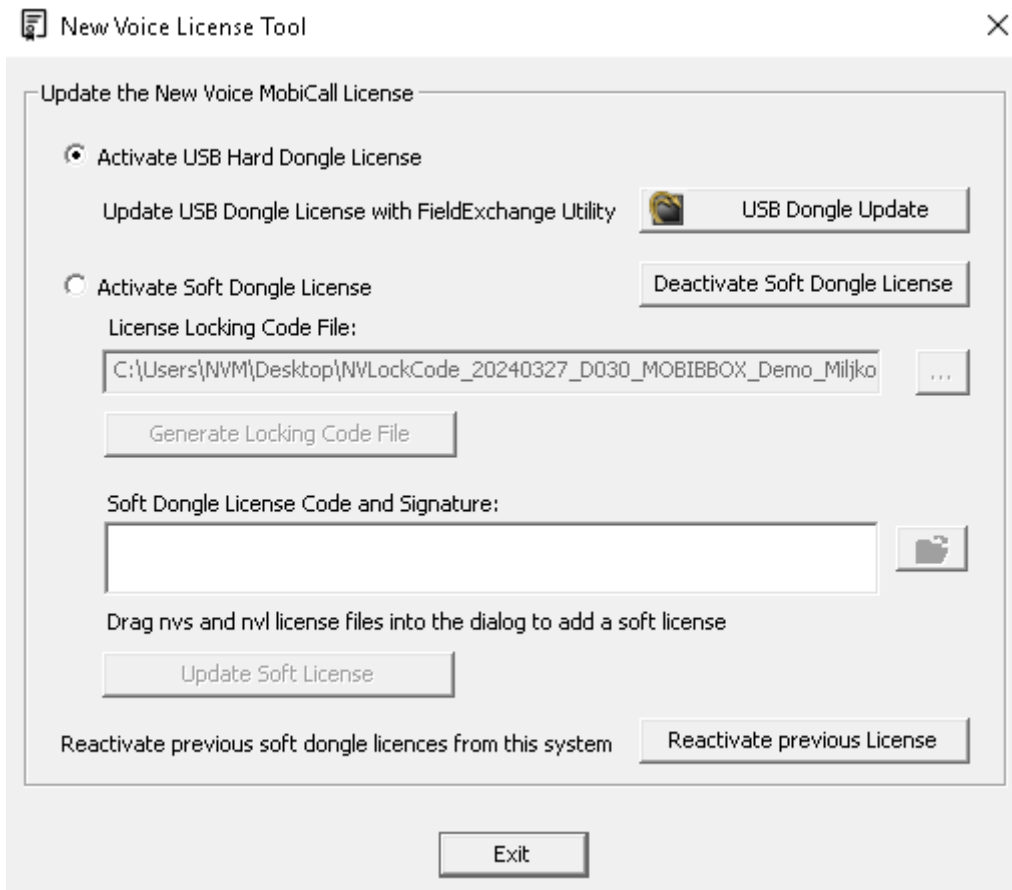 New Voice License Tool
Update the New Voice MobiCall License
Activate USB Hard Dongle License
Update USB Dongle License with FieldExchange Utility
USB Dongle Update
Activate Soft Dongle License
Deactivate Soft Dongle License
License Locking Code File:
C:\Users\NVM\Desktop\NVLockCode_20240327_D030_MOBIBBOX_Demo_Miljko
...
Generate Locking Code File
Soft Dongle License Code and Signature:
Drag nvs and nvl license files into the dialog to add a soft license
Update Soft License
Reactivate previous soft dongle licences from this system
Reactivate previous License
Exit